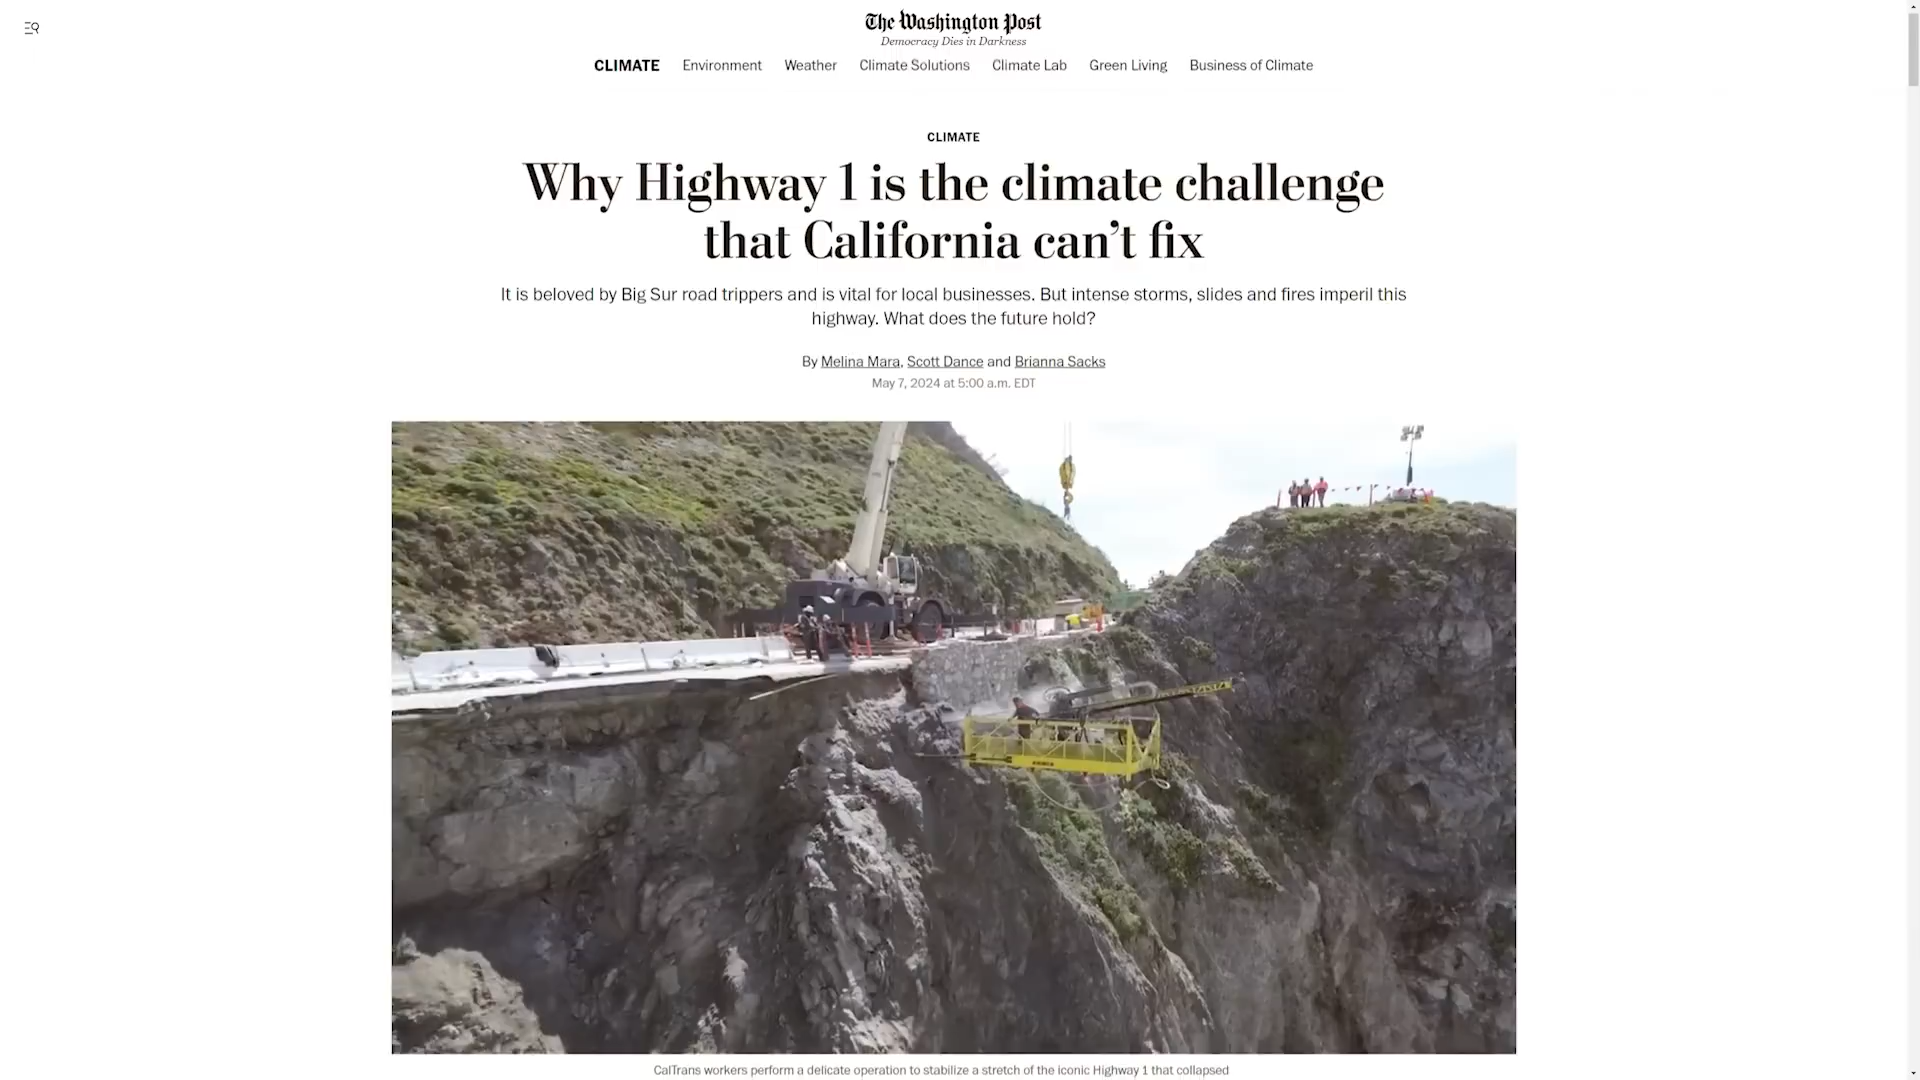 The Washington Post
Democracy Dies in Darkness
CLIMATE Environment Weather Climate Solutions Climate Lab Green Living Business of Climate
CLIMATE
Why Highway 1 is the climate challenge
that California can't fix
It is beloved by Big Sur road trippers and is vital for local businesses. But intense storms, slides and fires imperil this
highway. What does the future hold?
By Melina Mara, Scott Dance and Brianna Sacks
May 7, 2024 at 5:00 a.m. EDT
CalTrans workers perform a delicate operation to stabilize a stretch of the iconic Highway 1 that collapsed